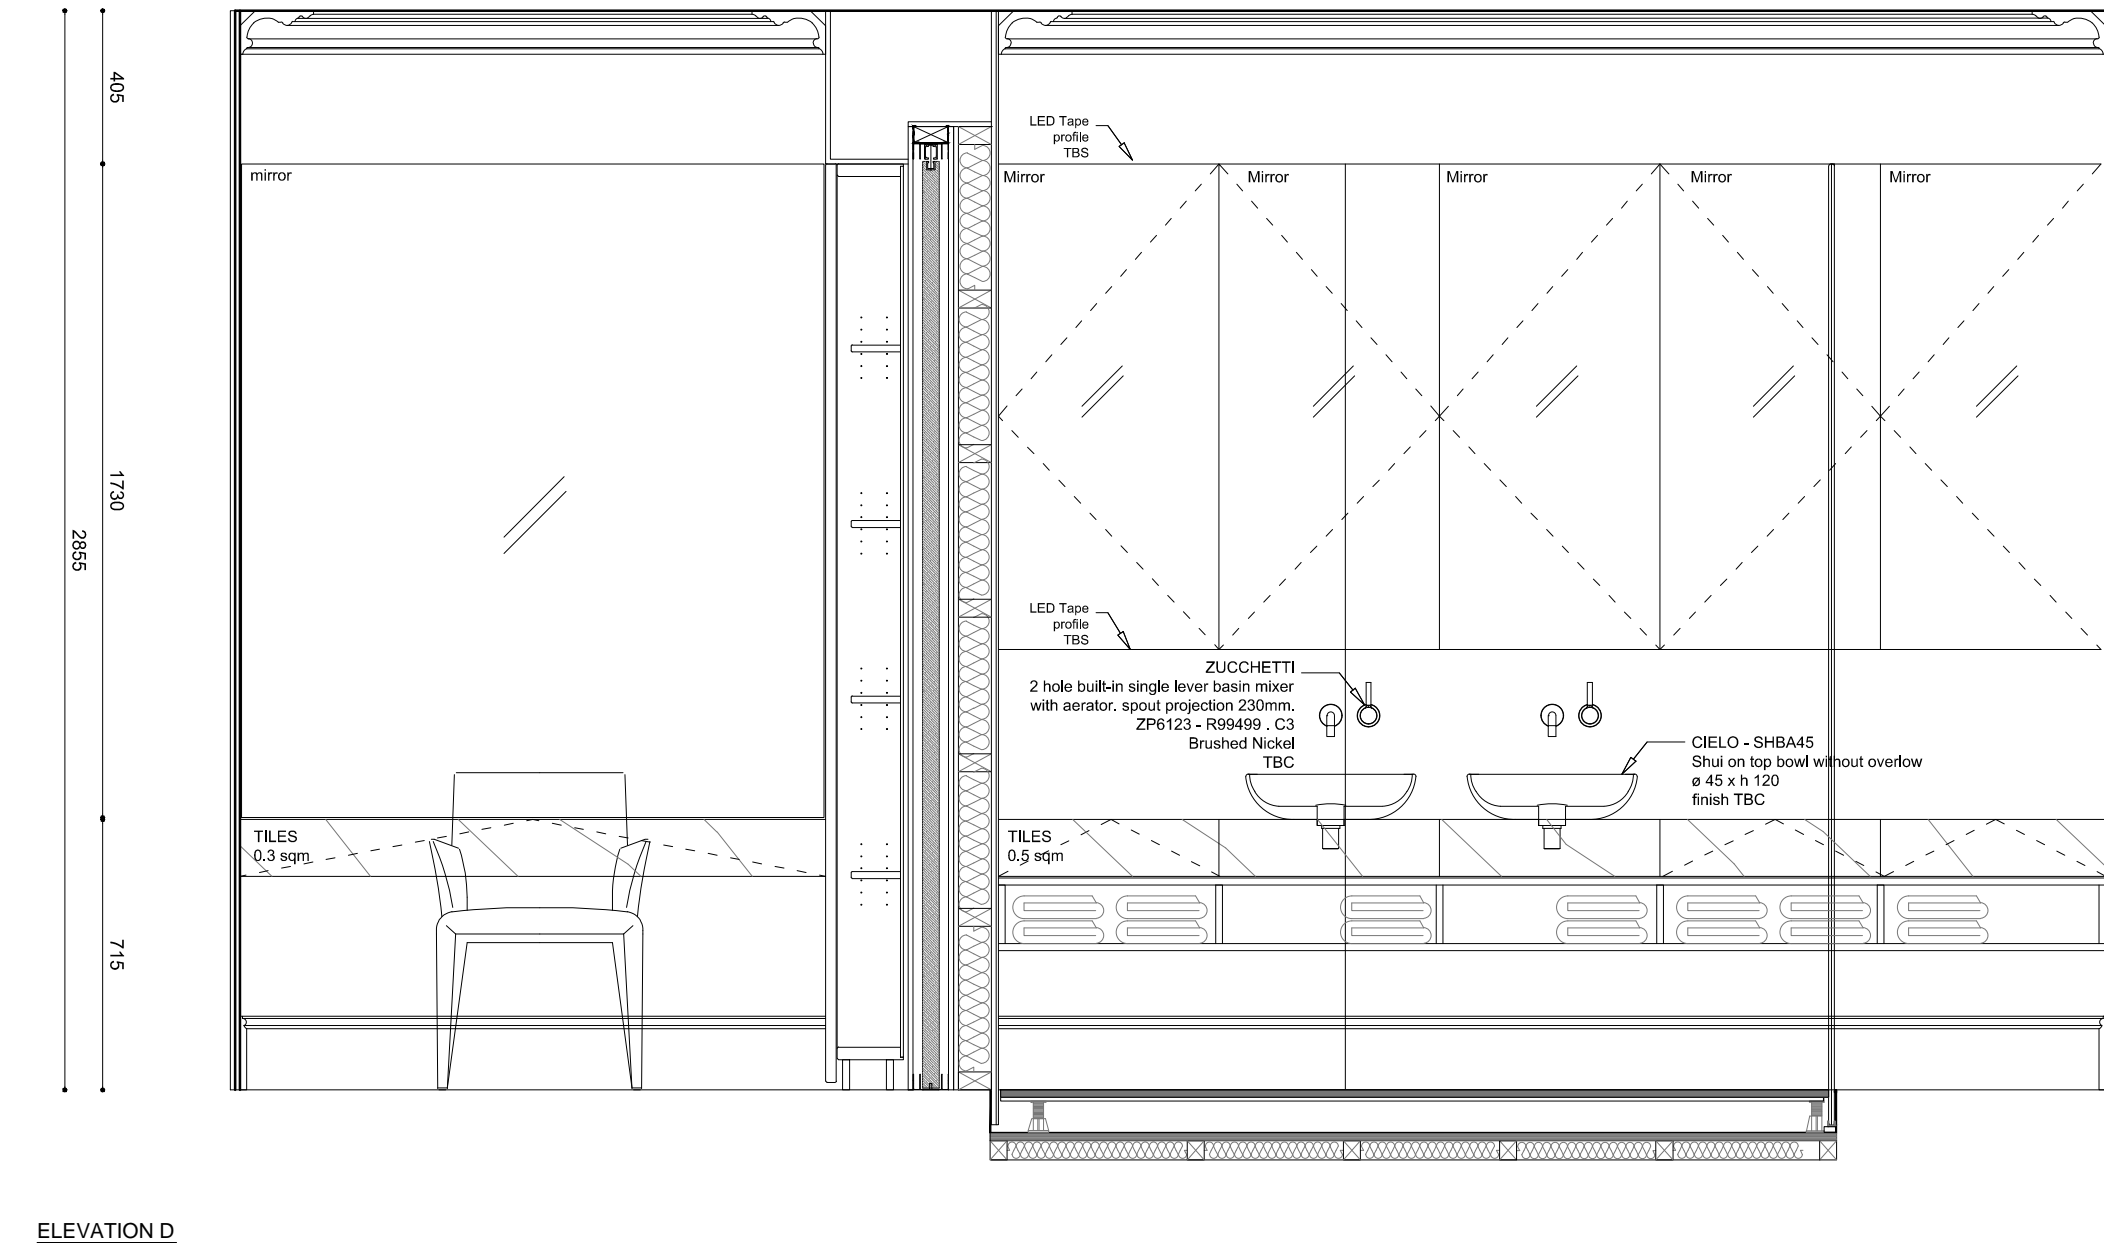 405
1730
2855
715
mirror
LED Tape
profile
TBS
Mirror
Mirror
Mirror
Mirror
Mirror
LED Tape
profile
TBS
ZUCCHETTI
2 hole built-in single lever basin mixer
with aerator. spout projection 230mm.
ZP6123 - R99499 . C3
Brushed Nickel
TBC
CIELO - SHBA45
Shui on top bowl without overlow
ø 45 x h 120
finish TBC
TILES
0.3 sqm
TILES
0.5 sqm
ELEVATION D